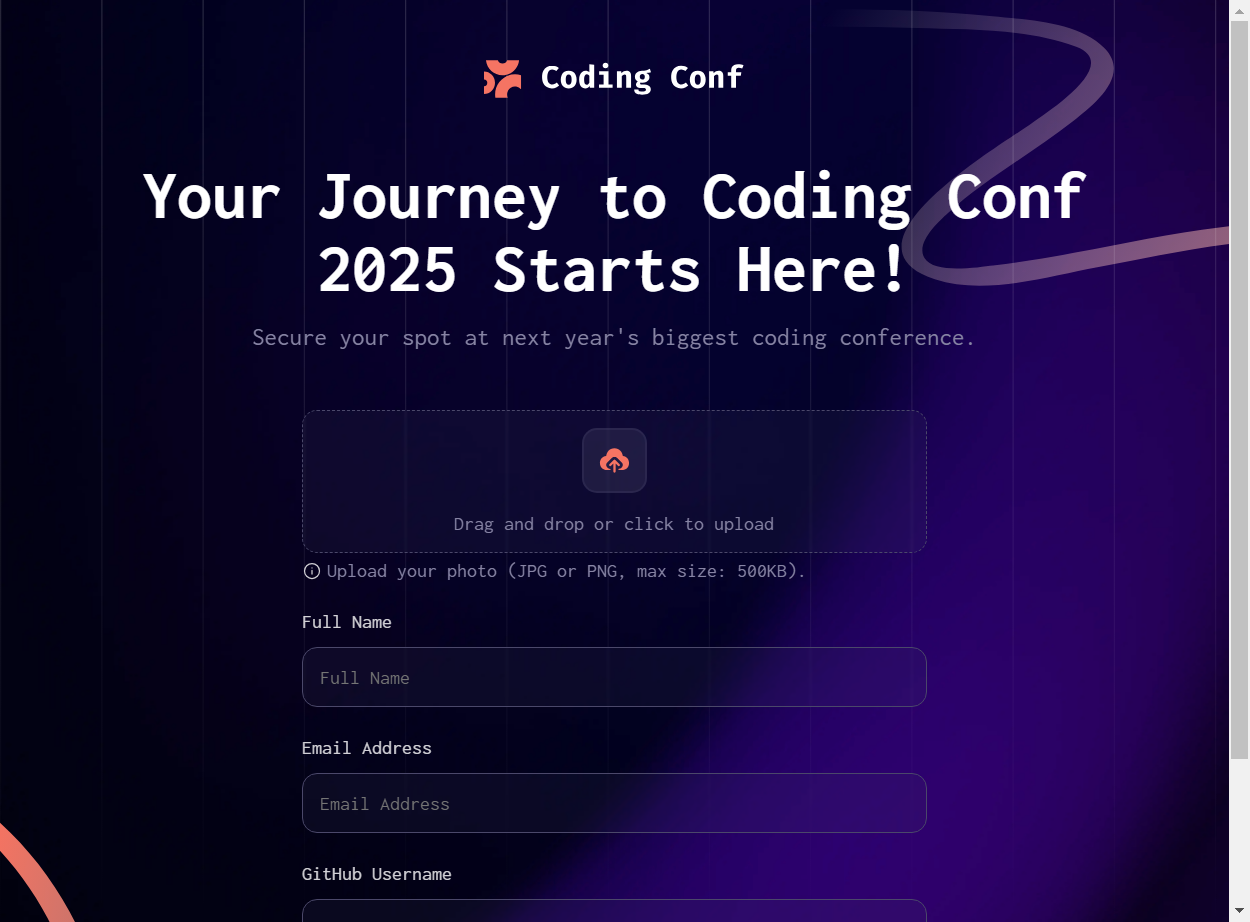 Coding Conf
Your Journey to Coding Conf
2025 Starts Here!
Secure your spot at next year's biggest coding conference.
Drag and drop or click to upload
Upload your photo (JPG or PNG, max size: 500KB).
Full Name
Full Name
Email Address
Email Address
GitHub Username